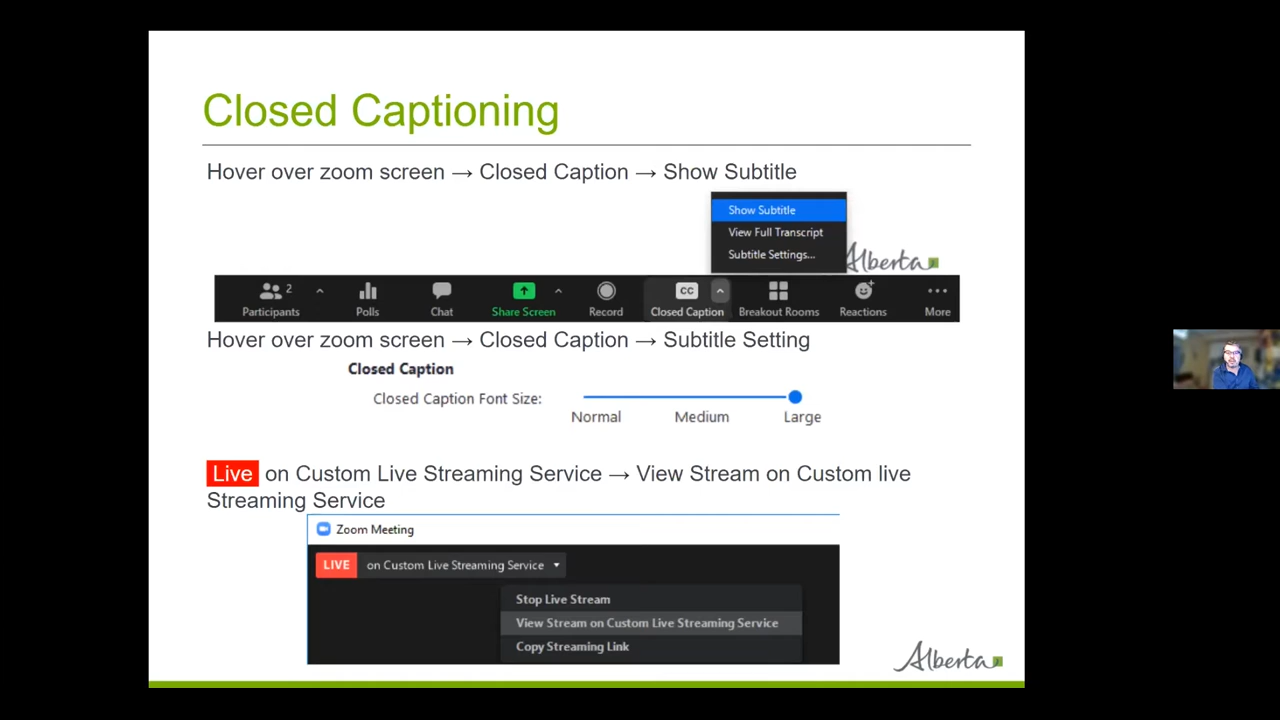 Closed Captioning
Hover over zoom screen → Closed Caption → Show Subtitle
Show Subtitle
View Full Transcript
Subtitle Settings...
Alberta
2
Participants
Polls
Chat
Share Screen
Record
CC
Closed Caption
Breakout Rooms
Reactions
More
Hover over zoom screen → Closed Caption → Subtitle Setting
Closed Caption
Closed Caption Font Size:
Normal Medium Large
Live on Custom Live Streaming Service → View Stream on Custom live
Streaming Service
Zoom Meeting
LIVE on Custom Live Streaming Service
Stop Live Stream
View Stream on Custom Live Streaming Service
Copy Streaming Link
Alberta